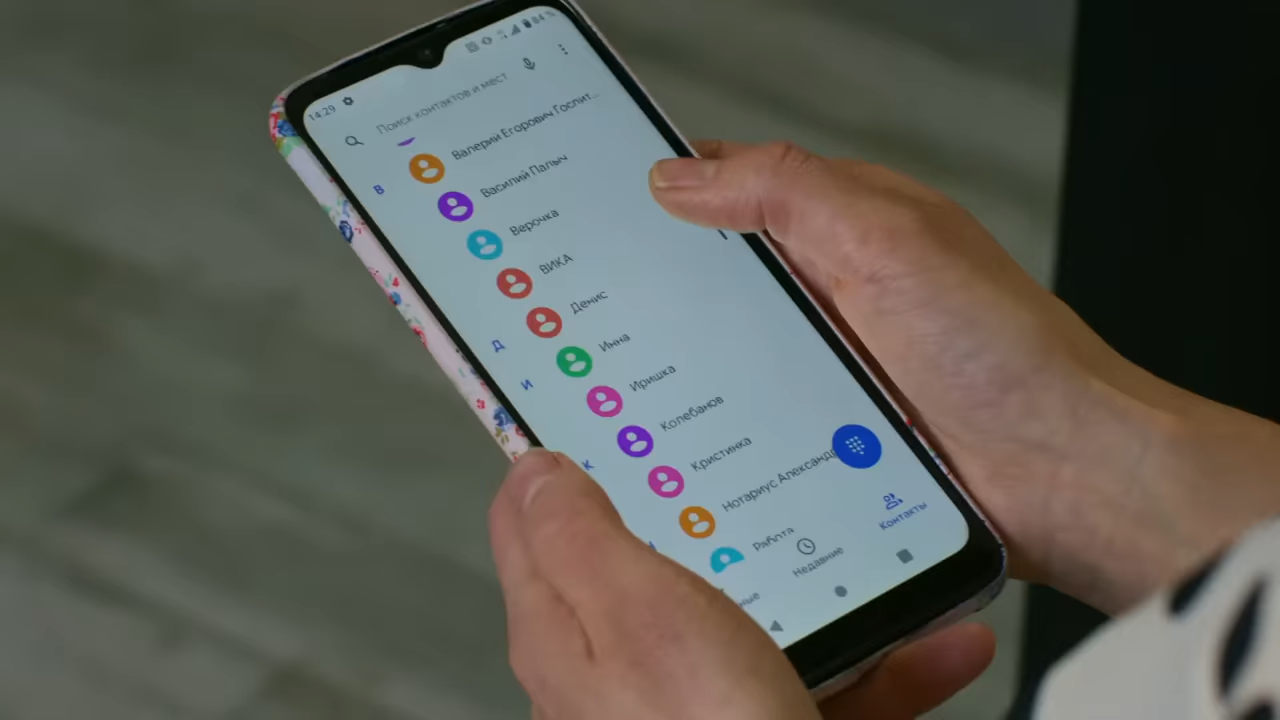 14:29
84 %
Поиск контактов и мест
В
Валерий Егорович Госпит...
Василий Палыч
Верочка
ВИКА
Д
Денис
И
Инна
Иришка
К
Колебанов
Кристинка
Нотариус Александ
Работа
Недавние
Контакты